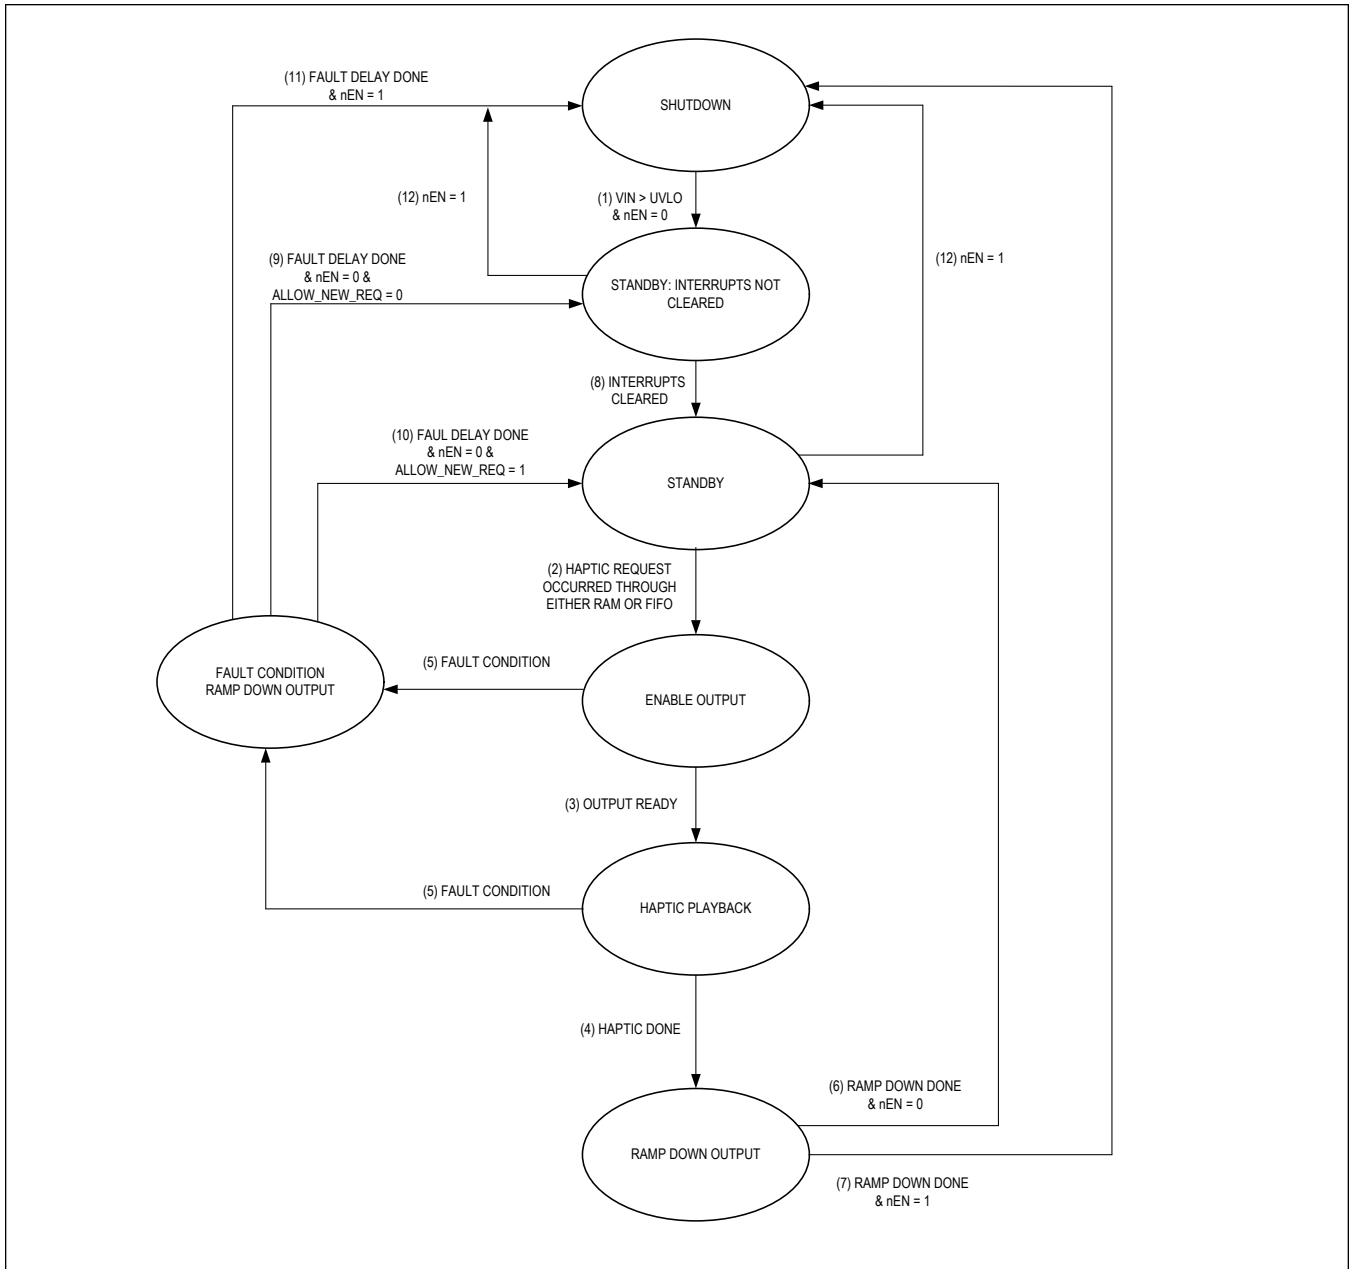 (11) FAULT DELAY DONE
& nEN = 1
SHUTDOWN
(12) nEN = 1
(1) VIN > UVLO
& nEN = 0
(9) FAULT DELAY DONE
& nEN = 0 &
ALLOW_NEW_REQ = 0
(12) nEN = 1
STANDBY: INTERRUPTS NOT
CLEARED
(8) INTERRUPTS
CLEARED
(10) FAUL DELAY DONE
& nEN = 0 &
ALLOW_NEW_REQ = 1
STANDBY
(2) HAPTIC REQUEST
OCCURRED THROUGH
EITHER RAM OR FIFO
FAULT CONDITION
RAMP DOWN OUTPUT
(5) FAULT CONDITION
ENABLE OUTPUT
(3) OUTPUT READY
(5) FAULT CONDITION
HAPTIC PLAYBACK
(4) HAPTIC DONE
(6) RAMP DOWN DONE
& nEN = 0
RAMP DOWN OUTPUT
(7) RAMP DOWN DONE
& nEN = 1